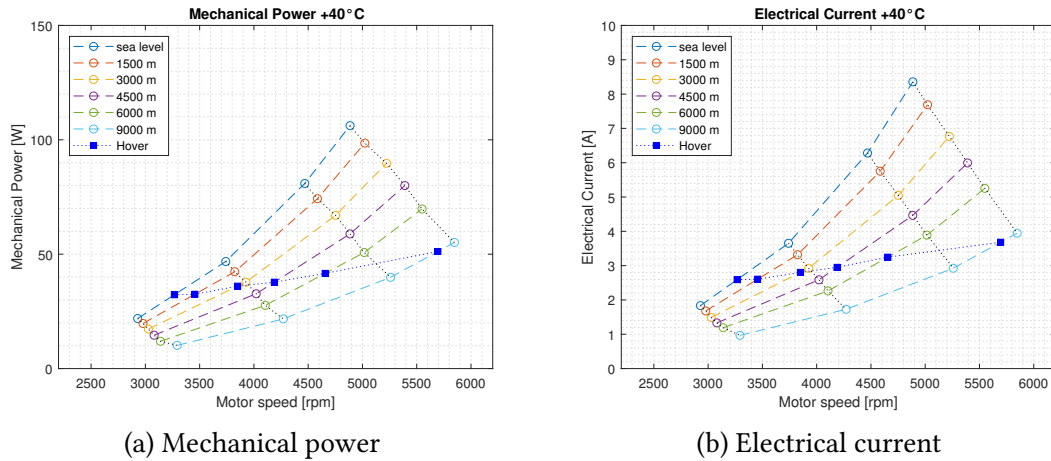 Mechanical Power +40°C
150
100
50
0
Mechanical Power [W]
sea level
1500 m
3000 m
4500 m
6000 m
9000 m
Hover
2500 3000 3500 4000 4500 5000 5500 6000
Motor speed [rpm]
(a) Mechanical power
Electrical Current +40°C
10
9
8
7
6
5
4
3
2
1
0
Electrical Current [A]
sea level
1500 m
3000 m
4500 m
6000 m
9000 m
Hover
2500 3000 3500 4000 4500 5000 5500 6000
Motor speed [rpm]
(b) Electrical current